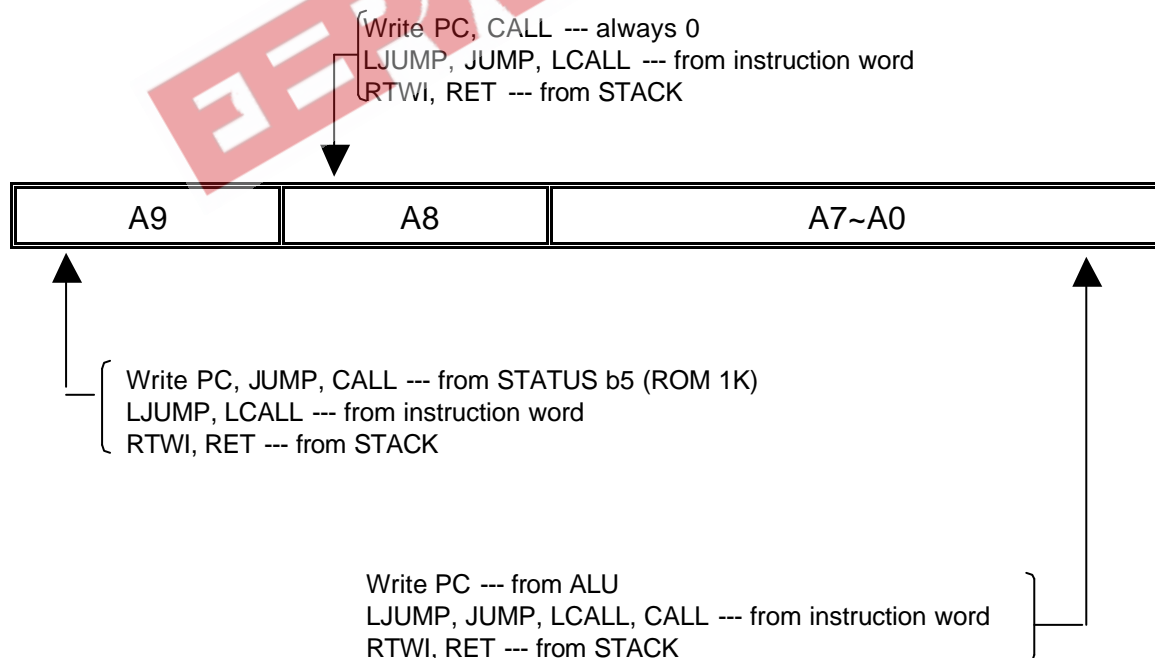 Write PC, CALL --- always 0
LJUMP, JUMP, LCALL --- from instruction word
RTWI, RET --- from STACK
A9 A8 A7~A0
Write PC, JUMP, CALL --- from STATUS b5 (ROM 1K)
LJUMP, LCALL --- from instruction word
RTWI, RET --- from STACK
Write PC --- from ALU
LJUMP, JUMP, LCALL, CALL --- from instruction word
RTWI, RET --- from STACK